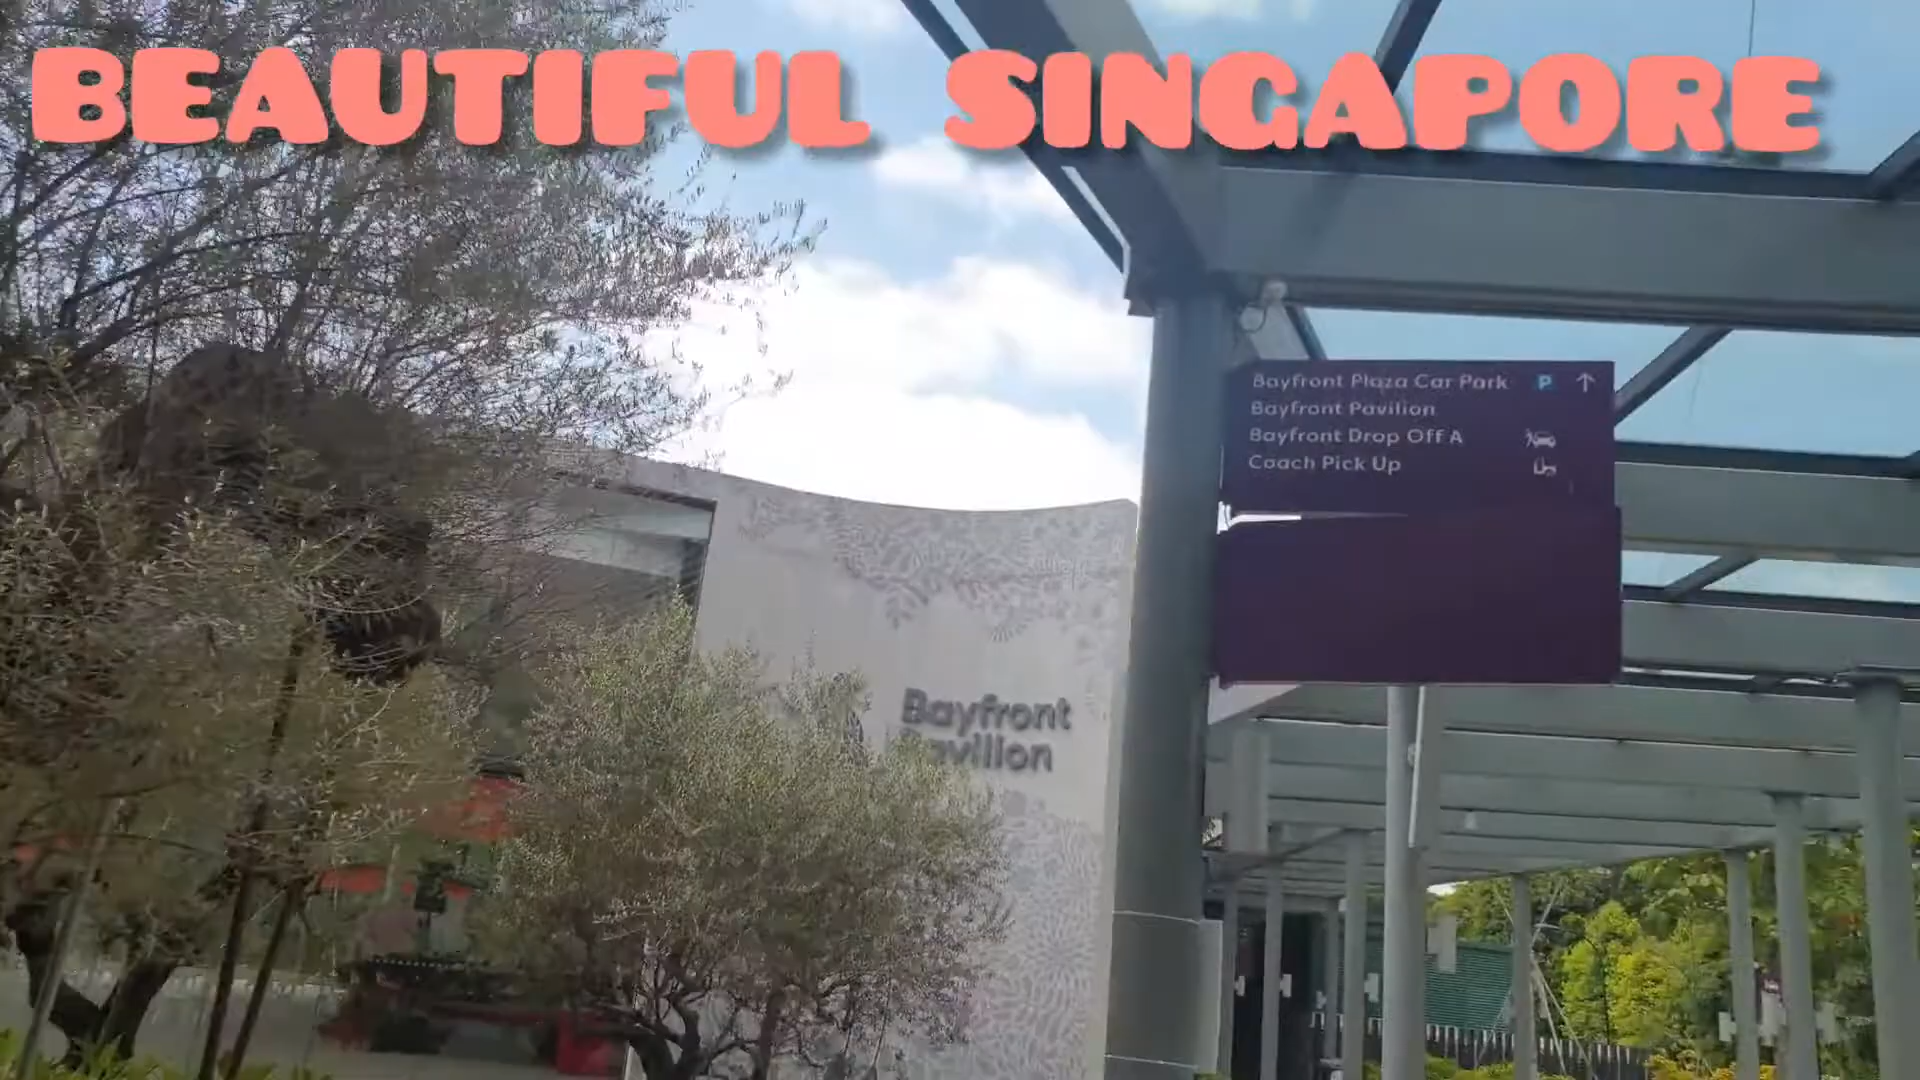 BEAUTIFUL SINGAPORE
Bayfront Plaza Car Park P ↑
Bayfront Pavilion
Bayfront Drop Off A
Coach Pick Up
Bayfront
Pavilion